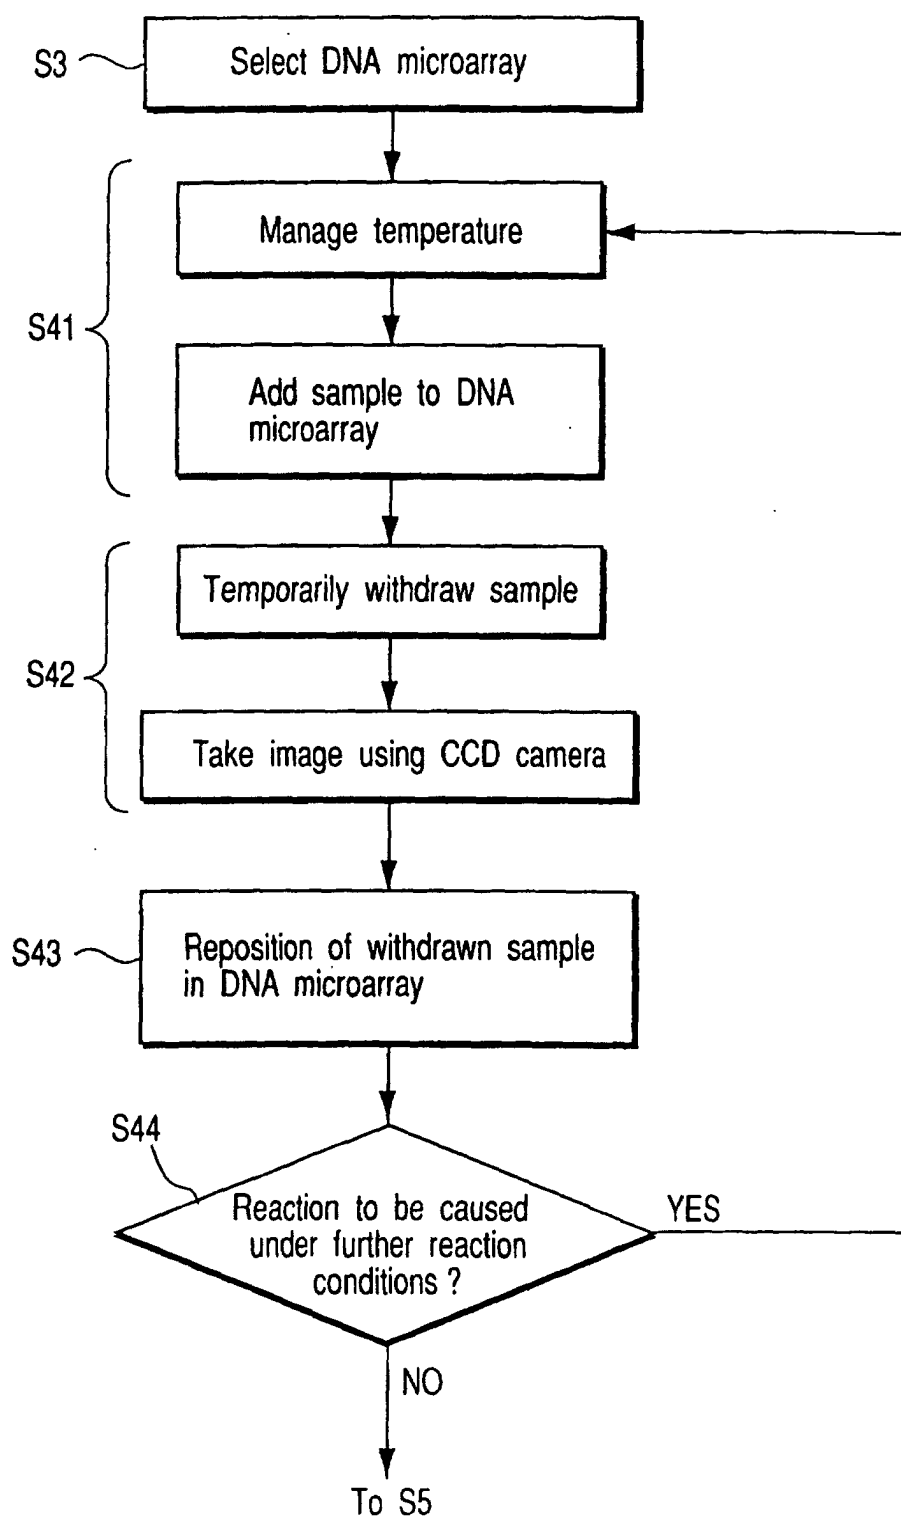 S3
Select DNA microarray
Manage temperature
S41
Add sample to DNA
microarray
Temporarily withdraw sample
S42
Take image using CCD camera
S43
Reposition of withdrawn sample
in DNA microarray
S44
Reaction to be caused
under further reaction
conditions ?
YES
NO
To S5